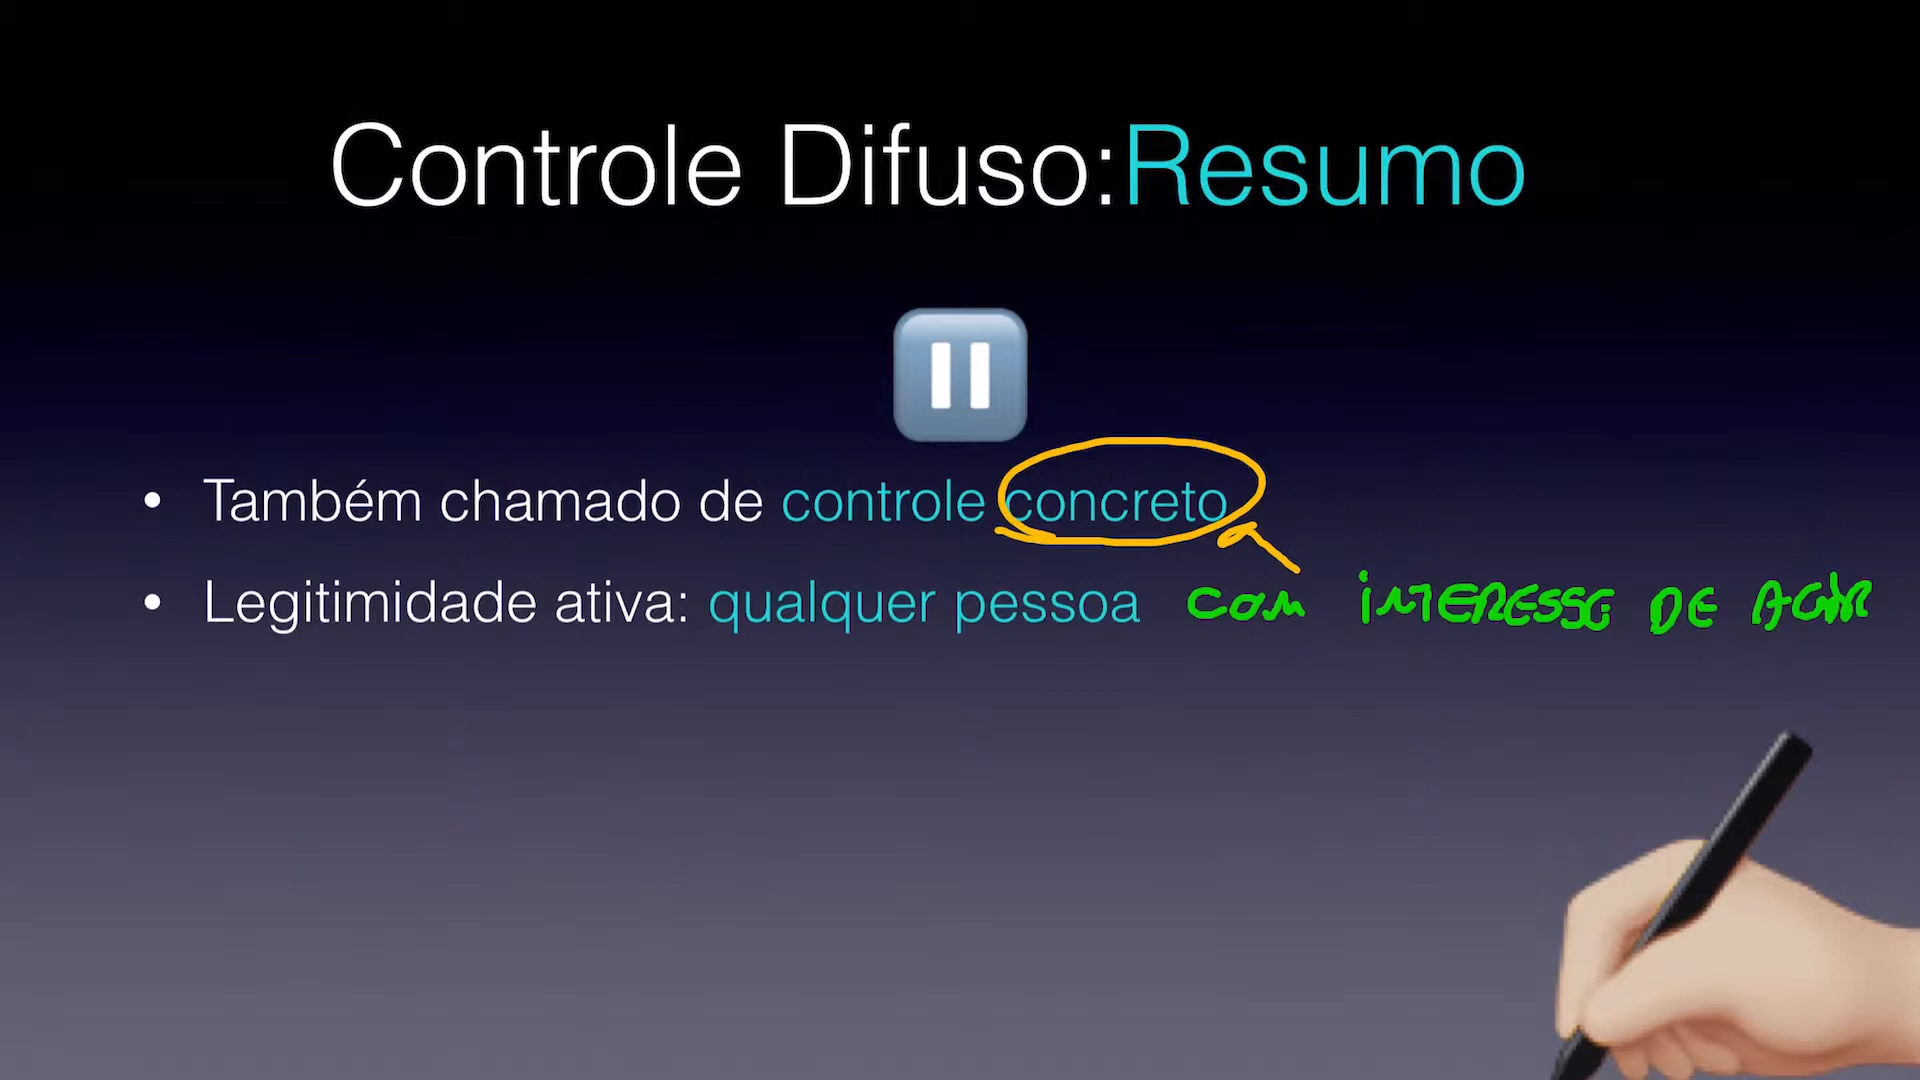 Controle Difuso:Resumo
• Também chamado de controle concreto
• Legitimidade ativa: qualquer pessoa COM INTERESSE DE AGIR